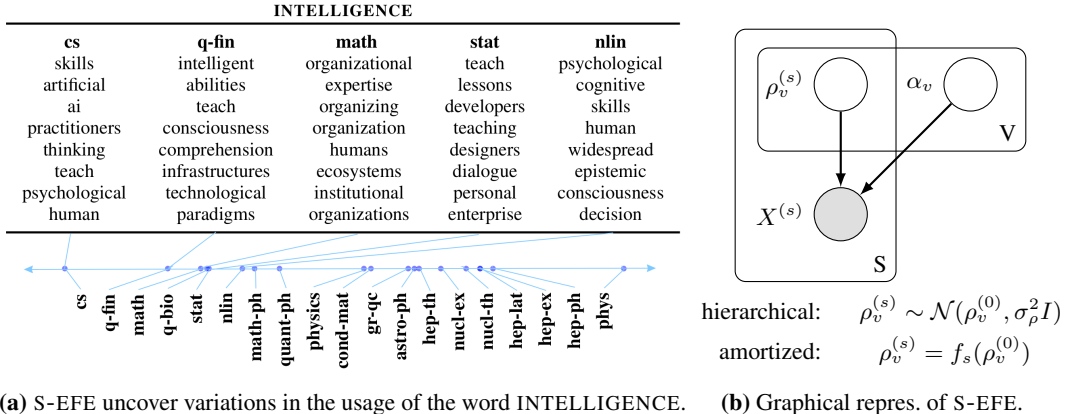 INTELLIGENCE
cs q-fin math stat nlin
skills intelligent organizational teach psychological
artificial abilities expertise lessons cognitive
ai teach organizing developers skills
practitioners consciousness organization teaching human
thinking comprehension humans designers widespread
teach infrastructures ecosystems dialogue epistemic
psychological technological institutional personal consciousness
human paradigms organizations enterprise decision
cs q-fin math q-bio stat nlin math-ph quant-ph physics cond-mat gr-qc astro-ph hep-th nucl-ex nucl-th hep-lat hep-ex hep-ph phys
(a) S-EFE uncover variations in the usage of the word INTELLIGENCE.
ρ_v^(s) α_v
V
X^(s)
S
hierarchical: ρ_v^(s) ∼ N(ρ_v^(0), σ_ρ^2 I)
amortized: ρ_v^(s) = f_s(ρ_v^(0))
(b) Graphical repres. of S-EFE.